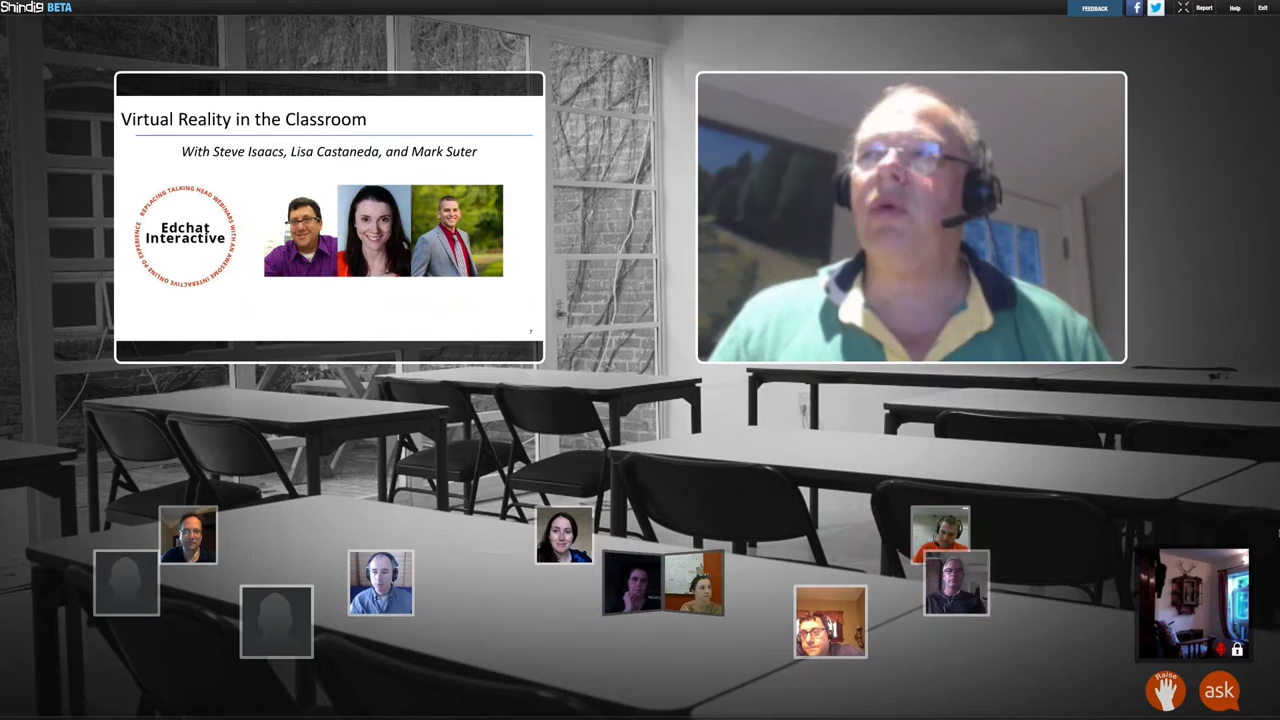 Shindig BETA
FEEDBACK
Report
Help
Exit
Virtual Reality in the Classroom
With Steve Isaacs, Lisa Castaneda, and Mark Suter
REPLACING TALKING HEAD WEBINARS WITH AN AWESOME INTERACTIVE ONLINE PD EXPERIENCE
Edchat
Interactive
7
Raise
ask